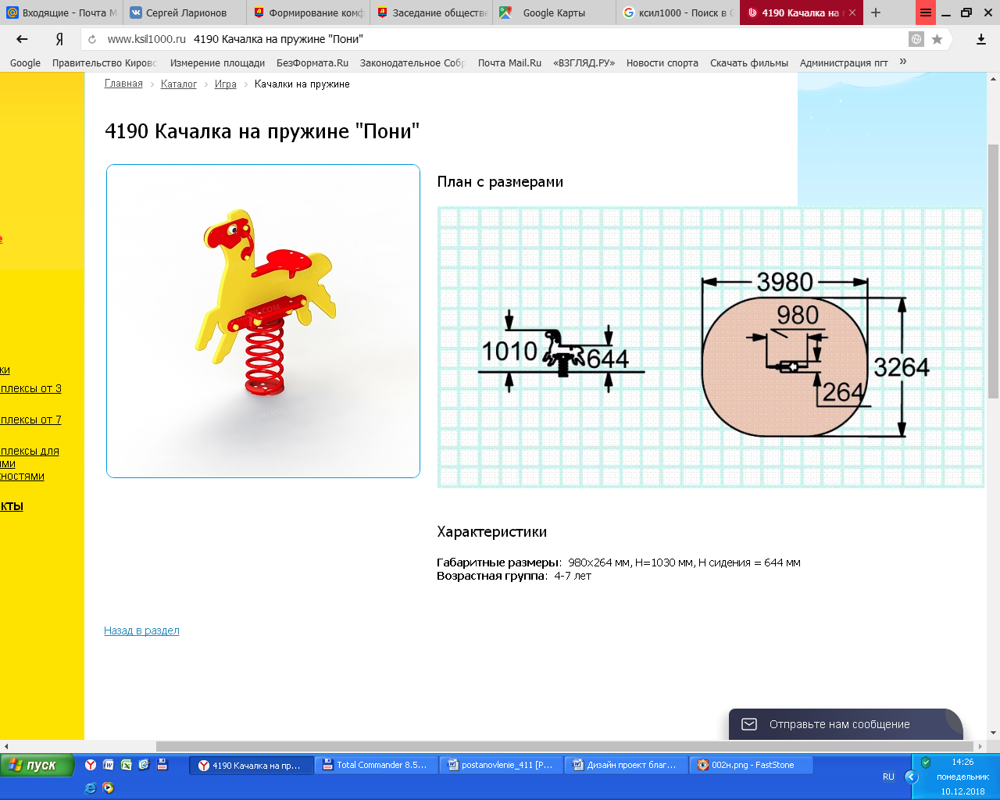 Входящие - Почта М
Сергей Ларионов
Формирование комф
Заседание обществе
Google Карты
ксил1000 - Поиск в G
4190 Качалка на
www.ksil1000.ru 4190 Качалка на пружине "Пони"
Google
Правительство Кировс
Измерение площади
БезФормата.Ru
Законодательное Собр
Почта Mail.Ru
«ВЗГЛЯД.РУ»
Новости спорта
Скачать фильмы
Администрация пгт
»
Главная > Каталог > Игра > Качалки на пружине
4190 Качалка на пружине "Пони"
План с размерами
3980
980
1010
644
3264
264
ки
плексы от 3
плексы от 7
плексы для
ми
ностями
КТЫ
Характеристики
Габаритные размеры: 980x264 мм, H=1030 мм, H сидения = 644 мм
Возрастная группа: 4-7 лет
Назад в раздел
Отправьте нам сообщение
пуск
4190 Качалка на пр...
Total Commander 8.5...
postanovlenie_411 [Р...
Дизайн проект благ...
002н.png - FastStone
RU
14:26
понедельник
10.12.2018